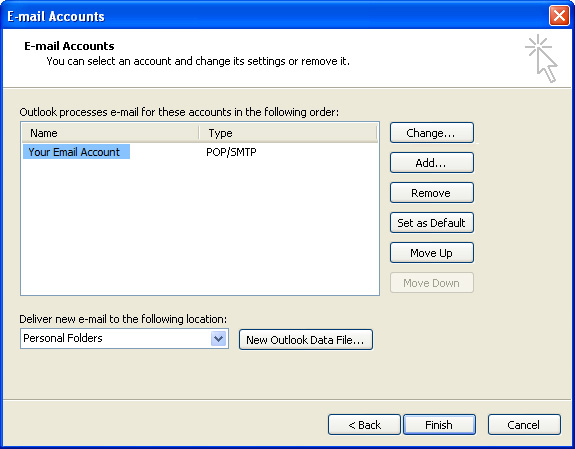 E-mail Accounts
E-mail Accounts
You can select an account and change its settings or remove it.
Outlook processes e-mail for these accounts in the following order:
Name Type
Your Email Account POP/SMTP
Change...
Add...
Remove
Set as Default
Move Up
Move Down
Deliver new e-mail to the following location:
Personal Folders New Outlook Data File...
< Back Finish Cancel